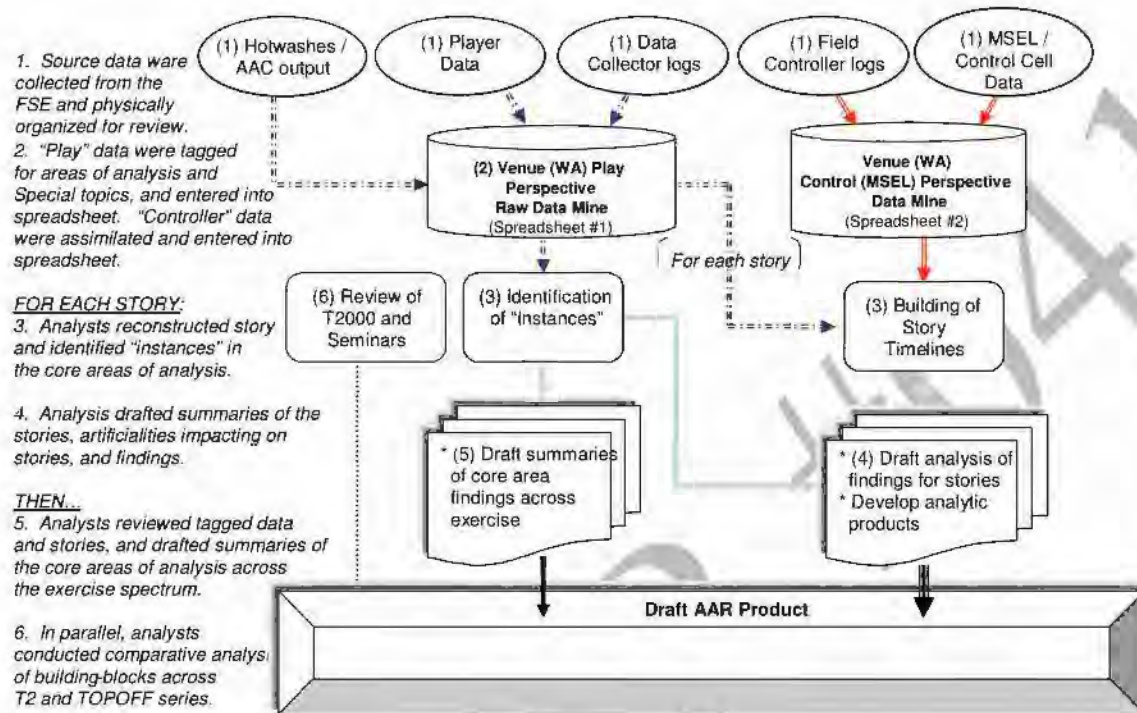 1. Source data were
collected from the
FSE and physically
organized for review.
2. "Play" data were tagged
for areas of analysis and
Special topics, and entered into
spreadsheet. "Controller" data
were assimilated and entered into
spreadsheet.
FOR EACH STORY:
3. Analysts reconstructed story
and identified "instances" in
the core areas of analysis.
4. Analysis drafted summaries of the
stories, artificialities impacting on
stories, and findings.
THEN...
5. Analysts reviewed tagged data
and stories, and drafted summaries of
the core areas of analysis across
the exercise spectrum.
6. In parallel, analysts
conducted comparative analysi
of building-blocks across
T2 and TOPOFF series.
(1) Hotwashes /
AAC output
(1) Player
Data
(1) Data
Collector logs
(1) Field
Controller logs
(1) MSEL /
Control Cell
Data
(2) Venue (WA) Play
Perspective
Raw Data Mine
(Spreadsheet #1)
Venue (WA)
Control (MSEL) Perspective
Data Mine
(Spreadsheet #2)
For each story
(6) Review of
T2000 and
Seminars
(3) Identification
of "Instances"
(3) Building of
Story
Timelines
* (5) Draft summaries
of core area
findings across
exercise
* (4) Draft analysis of
findings for stories
* Develop analytic
products
Draft AAR Product